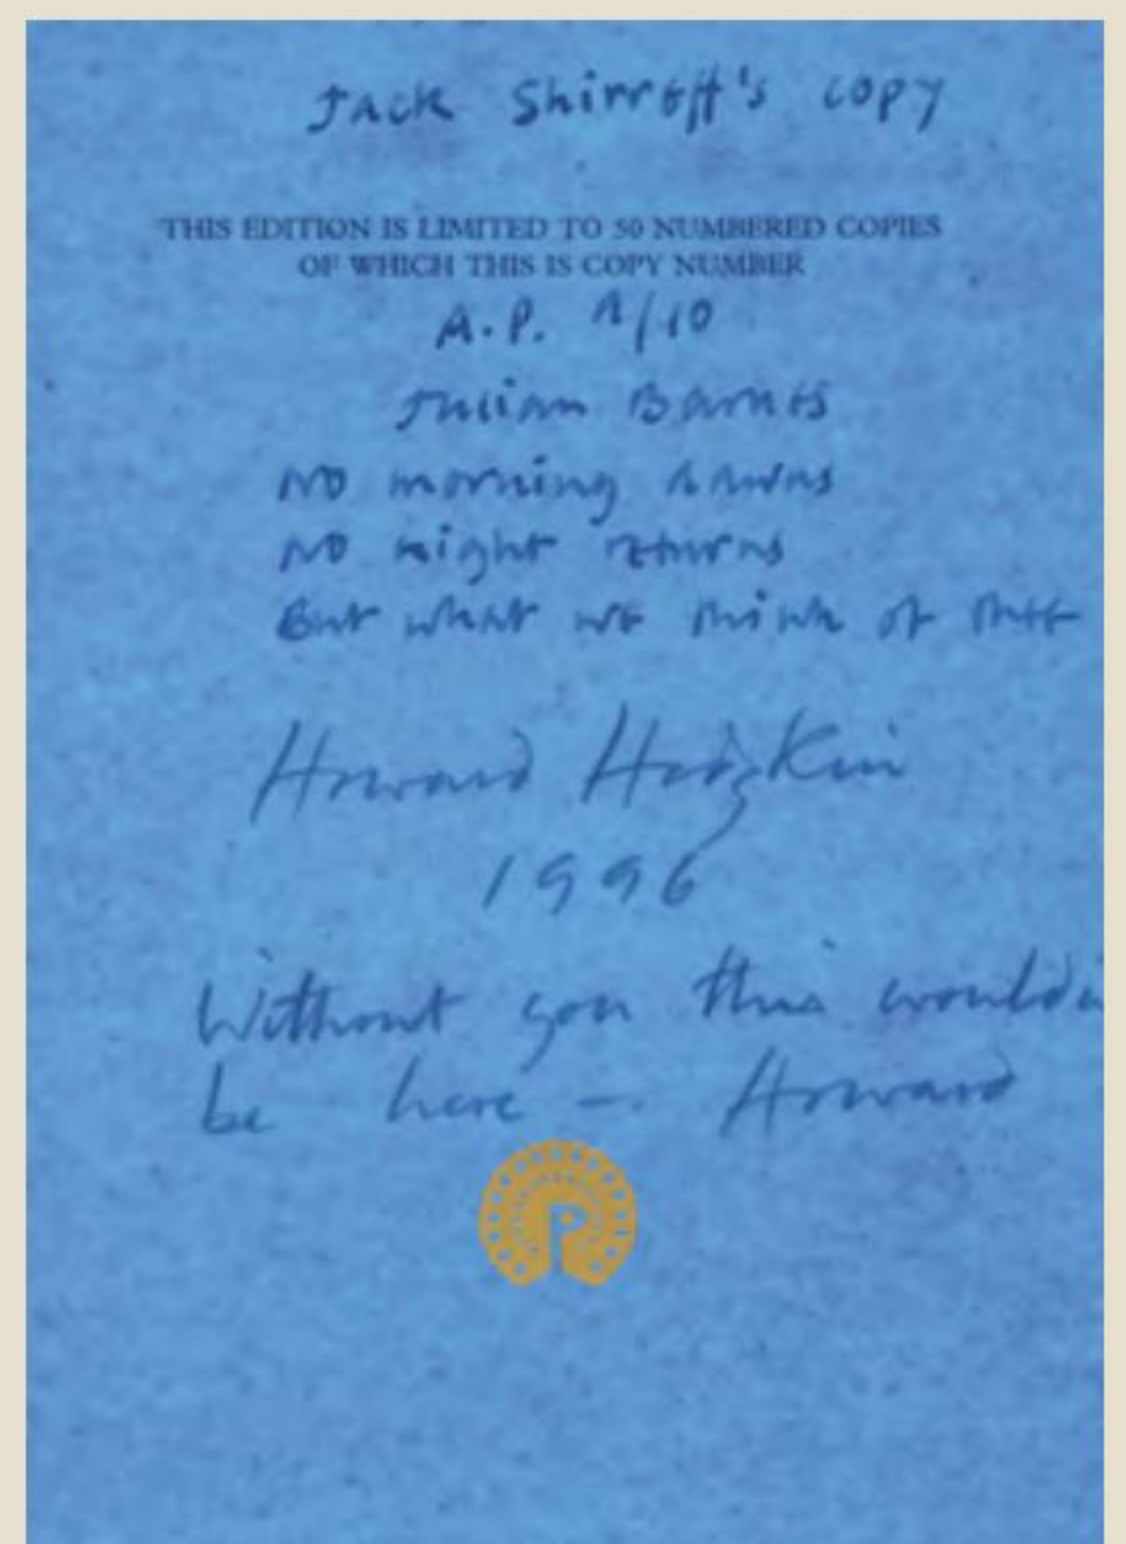 Jack Shirreff's copy
THIS EDITION IS LIMITED TO 50 NUMBERED COPIES
OF WHICH THIS IS COPY NUMBER
A.P. /10
Julian Barnes
No morning dawns
No night returns
But what we think of thee
Howard Hodgkin
1996
Without you this
be here – Howard
P